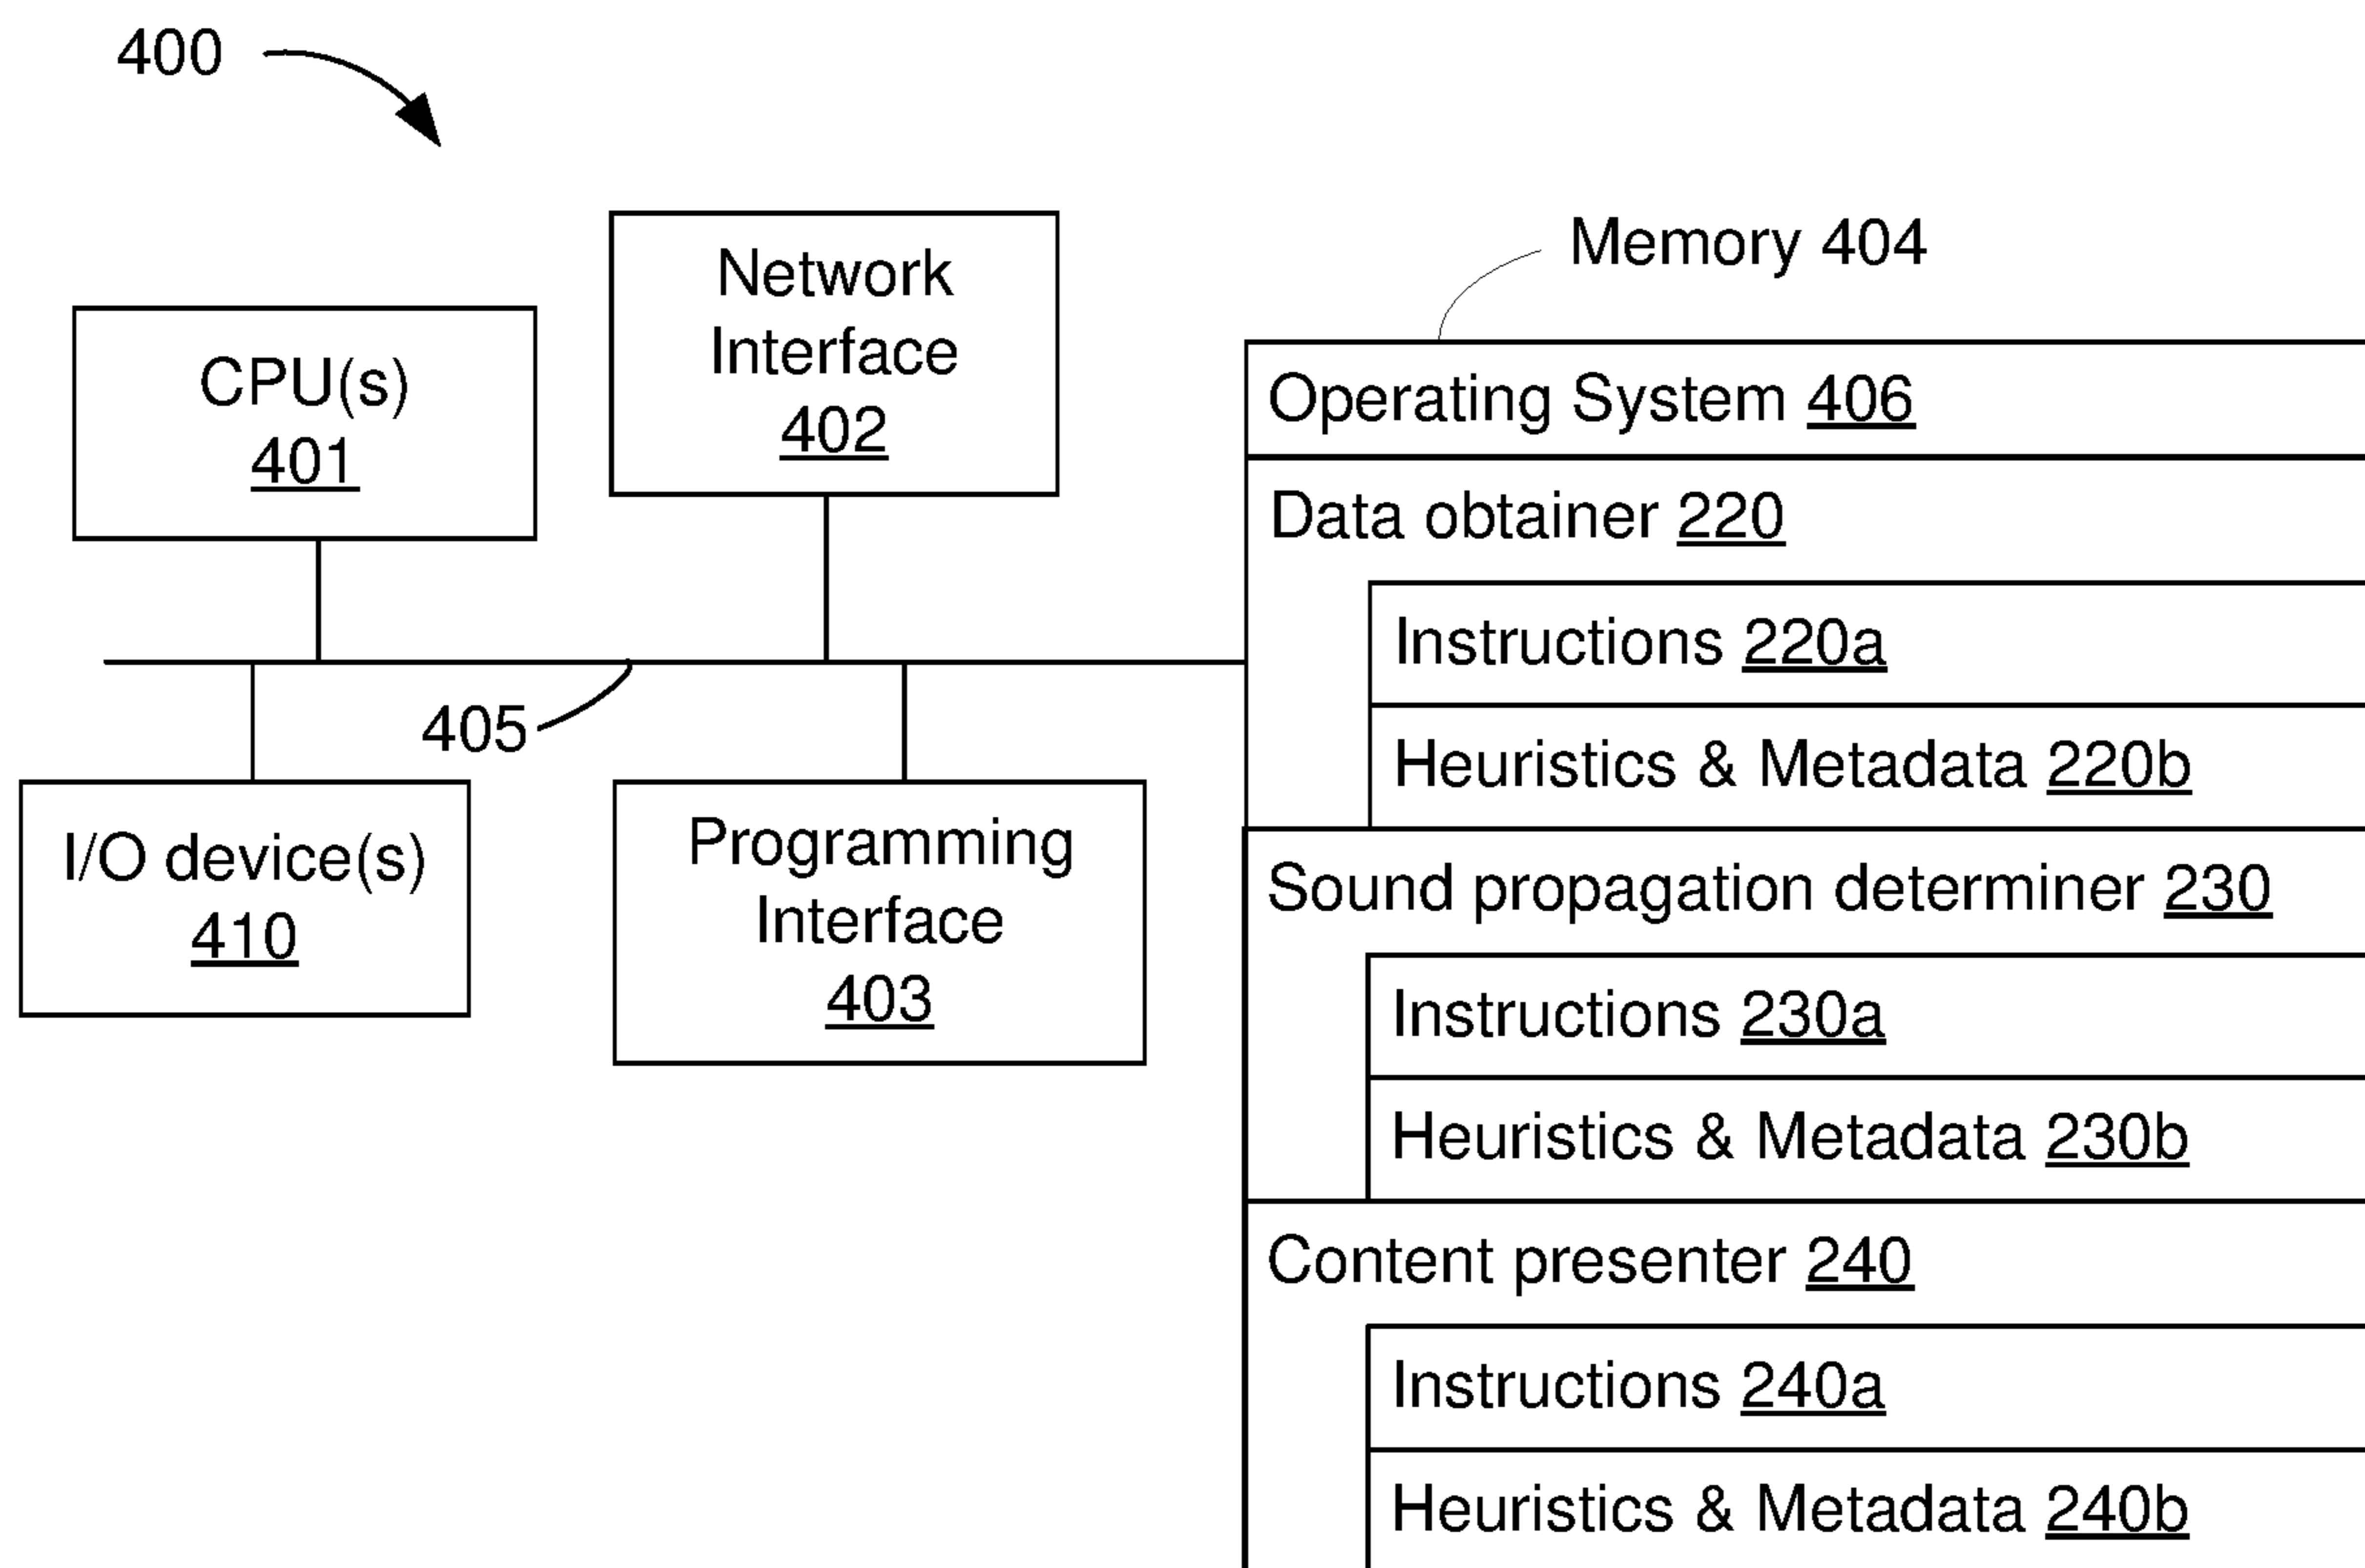 400
CPU(s)
401
Network
Interface
402
405
I/O device(s)
410
Programming
Interface
403
Memory 404
Operating System 406
Data obtainer 220
Instructions 220a
Heuristics & Metadata 220b
Sound propagation determiner 230
Instructions 230a
Heuristics & Metadata 230b
Content presenter 240
Instructions 240a
Heuristics & Metadata 240b